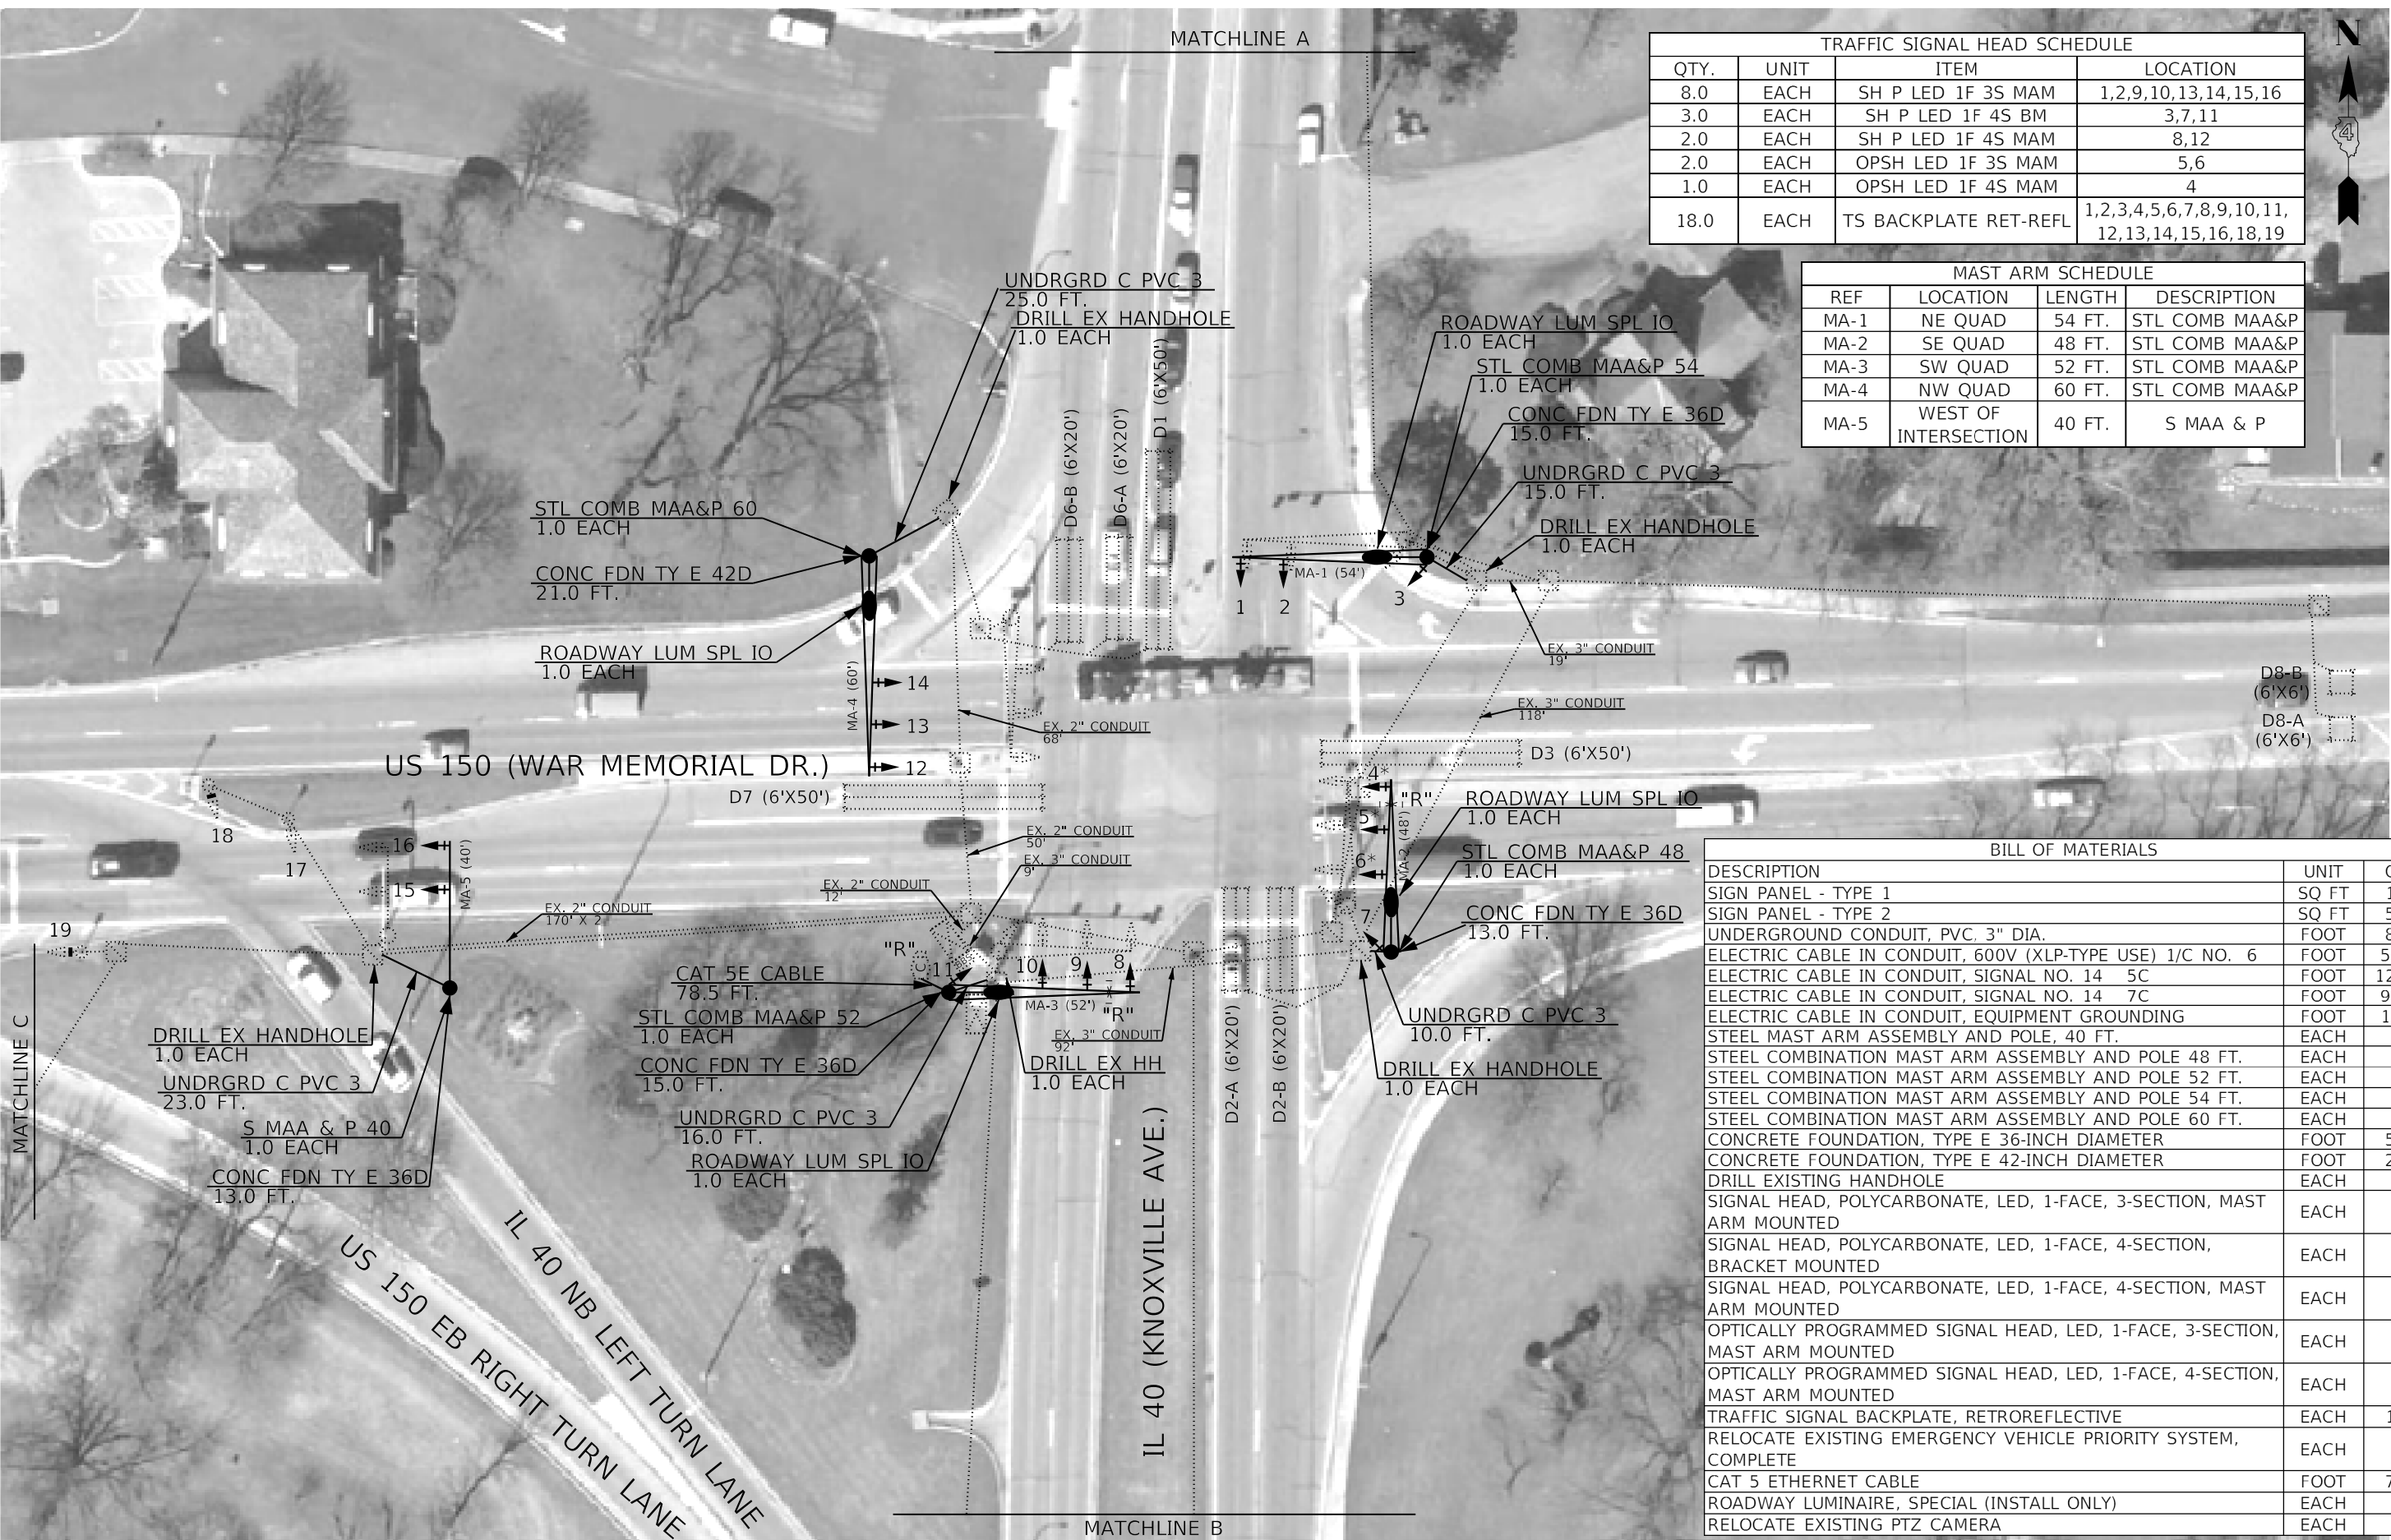 MATCHLINE A
TRAFFIC SIGNAL HEAD SCHEDULE
QTY. UNIT ITEM LOCATION
8.0 EACH SH P LED 1F 3S MAM 1,2,9,10,13,14,15,16
3.0 EACH SH P LED 1F 4S BM 3,7,11
2.0 EACH SH P LED 1F 4S MAM 8,12
2.0 EACH OPSH LED 1F 3S MAM 5,6
1.0 EACH OPSH LED 1F 4S MAM 4
18.0 EACH TS BACKPLATE RET-REFL 1,2,3,4,5,6,7,8,9,10,11,
12,13,14,15,16,18,19
N
4
MAST ARM SCHEDULE
REF LOCATION LENGTH DESCRIPTION
MA-1 NE QUAD 54 FT. STL COMB MAA&P
MA-2 SE QUAD 48 FT. STL COMB MAA&P
MA-3 SW QUAD 52 FT. STL COMB MAA&P
MA-4 NW QUAD 60 FT. STL COMB MAA&P
MA-5 WEST OF INTERSECTION 40 FT. S MAA & P
UNDRGRD C PVC 3
25.0 FT.
DRILL EX HANDHOLE
1.0 EACH
ROADWAY LUM SPL IO
1.0 EACH
STL COMB MAA&P 54
1.0 EACH
CONC FDN TY E 36D
15.0 FT.
UNDRGRD C PVC 3
15.0 FT.
DRILL EX HANDHOLE
1.0 EACH
D6-B (6'X20')
D6-A (6'X20')
D1 (6'X50')
STL COMB MAA&P 60
1.0 EACH
CONC FDN TY E 42D
21.0 FT.
ROADWAY LUM SPL IO
1.0 EACH
MA-1 (54')
1
2
3
EX. 3" CONDUIT
19'
MA-4 (60')
14
13
12
EX. 2" CONDUIT
68'
EX. 3" CONDUIT
118'
D8-B
(6'X6')
D8-A
(6'X6')
US 150 (WAR MEMORIAL DR.)
D7 (6'X50')
D3 (6'X50')
4*
"R"
5*
6*
MA-2 (48')
7
ROADWAY LUM SPL IO
1.0 EACH
STL COMB MAA&P 48
1.0 EACH
CONC FDN TY E 36D
13.0 FT.
UNDRGRD C PVC 3
10.0 FT.
DRILL EX HANDHOLE
1.0 EACH
18
17
16
15
MA-5 (40')
19
EX. 2" CONDUIT
170' X 2
EX. 2" CONDUIT
50'
EX. 3" CONDUIT
9'
EX. 2" CONDUIT
12'
"R"
C
11
10
9
8
MA-3 (52')
"R"
EX. 3" CONDUIT
92'
CAT 5E CABLE
78.5 FT.
STL COMB MAA&P 52
1.0 EACH
CONC FDN TY E 36D
15.0 FT.
UNDRGRD C PVC 3
16.0 FT.
ROADWAY LUM SPL IO
1.0 EACH
DRILL EX HH
1.0 EACH
D2-A (6'X20')
D2-B (6'X20')
MATCHLINE C
DRILL EX HANDHOLE
1.0 EACH
UNDRGRD C PVC 3
23.0 FT.
S MAA & P 40
1.0 EACH
CONC FDN TY E 36D
13.0 FT.
IL 40 NB LEFT TURN LANE
US 150 EB RIGHT TURN LANE
IL 40 (KNOXVILLE AVE.)
MATCHLINE B
BILL OF MATERIALS
DESCRIPTION UNIT
SIGN PANEL - TYPE 1 SQ FT
SIGN PANEL - TYPE 2 SQ FT
UNDERGROUND CONDUIT, PVC, 3" DIA. FOOT
ELECTRIC CABLE IN CONDUIT, 600V (XLP-TYPE USE) 1/C NO. 6 FOOT
ELECTRIC CABLE IN CONDUIT, SIGNAL NO. 14 5C FOOT
ELECTRIC CABLE IN CONDUIT, SIGNAL NO. 14 7C FOOT
ELECTRIC CABLE IN CONDUIT, EQUIPMENT GROUNDING FOOT
STEEL MAST ARM ASSEMBLY AND POLE, 40 FT. EACH
STEEL COMBINATION MAST ARM ASSEMBLY AND POLE 48 FT. EACH
STEEL COMBINATION MAST ARM ASSEMBLY AND POLE 52 FT. EACH
STEEL COMBINATION MAST ARM ASSEMBLY AND POLE 54 FT. EACH
STEEL COMBINATION MAST ARM ASSEMBLY AND POLE 60 FT. EACH
CONCRETE FOUNDATION, TYPE E 36-INCH DIAMETER FOOT
CONCRETE FOUNDATION, TYPE E 42-INCH DIAMETER FOOT
DRILL EXISTING HANDHOLE EACH
SIGNAL HEAD, POLYCARBONATE, LED, 1-FACE, 3-SECTION, MAST
ARM MOUNTED EACH
SIGNAL HEAD, POLYCARBONATE, LED, 1-FACE, 4-SECTION,
BRACKET MOUNTED EACH
SIGNAL HEAD, POLYCARBONATE, LED, 1-FACE, 4-SECTION, MAST
ARM MOUNTED EACH
OPTICALLY PROGRAMMED SIGNAL HEAD, LED, 1-FACE, 3-SECTION,
MAST ARM MOUNTED EACH
OPTICALLY PROGRAMMED SIGNAL HEAD, LED, 1-FACE, 4-SECTION,
MAST ARM MOUNTED EACH
TRAFFIC SIGNAL BACKPLATE, RETROREFLECTIVE EACH
RELOCATE EXISTING EMERGENCY VEHICLE PRIORITY SYSTEM,
COMPLETE EACH
CAT 5 ETHERNET CABLE FOOT
ROADWAY LUMINAIRE, SPECIAL (INSTALL ONLY) EACH
RELOCATE EXISTING PTZ CAMERA EACH